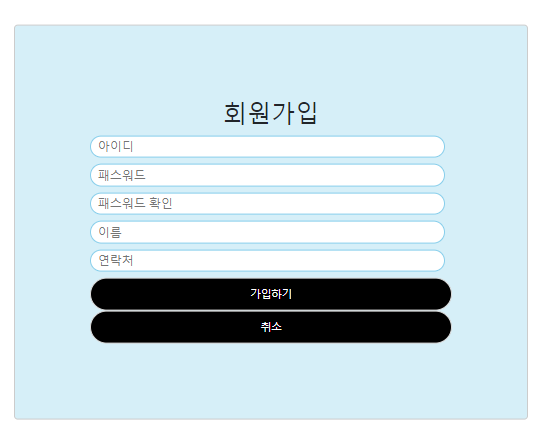 회원가입
아이디
패스워드
패스워드 확인
이름
연락처
가입하기
취소